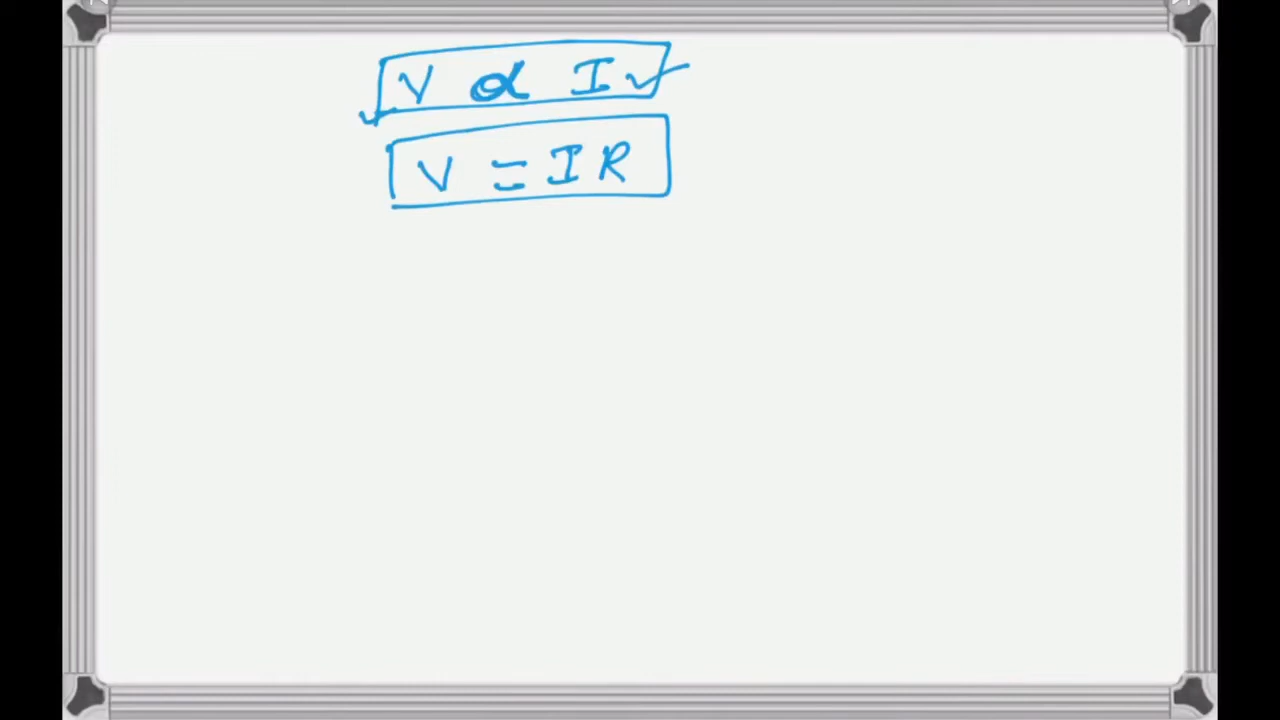 V ∝ I
V = IR